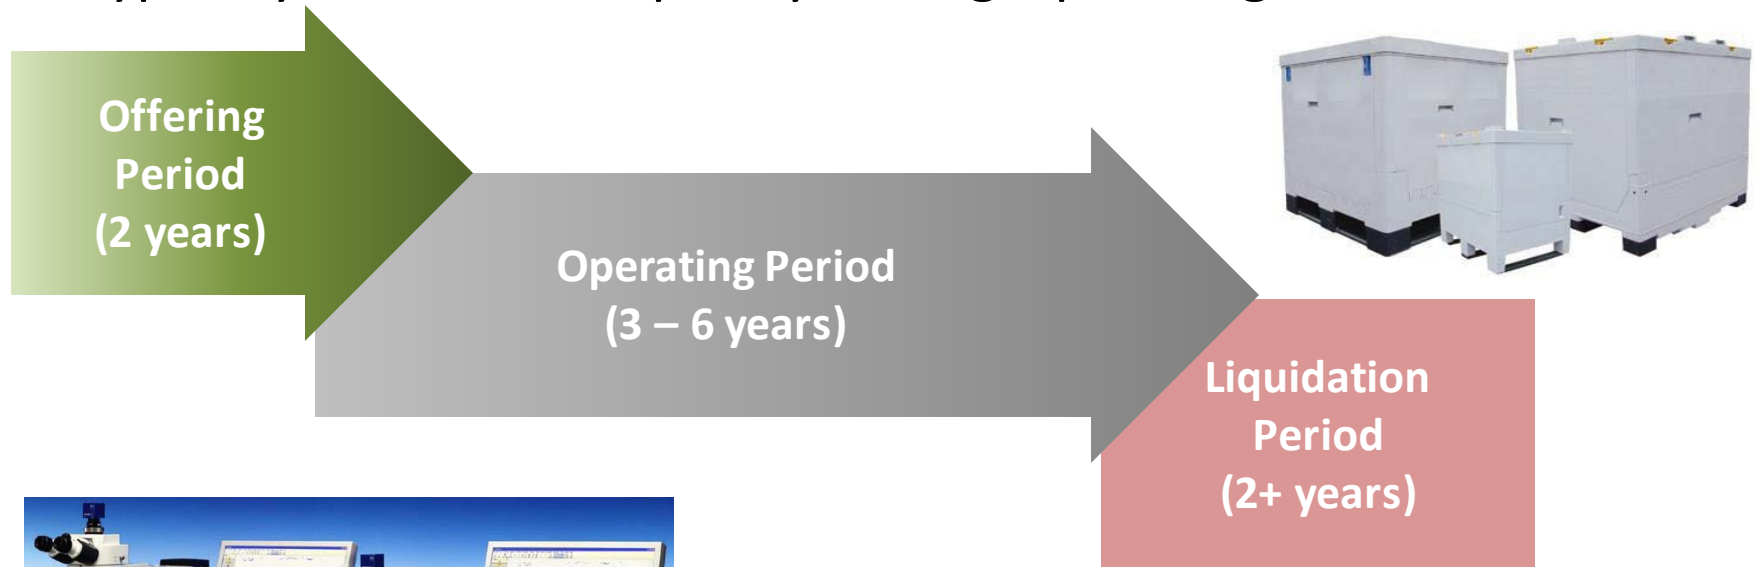 Offering
Period
(2 years)
Operating Period
(3 – 6 years)
Liquidation
Period
(2+ years)